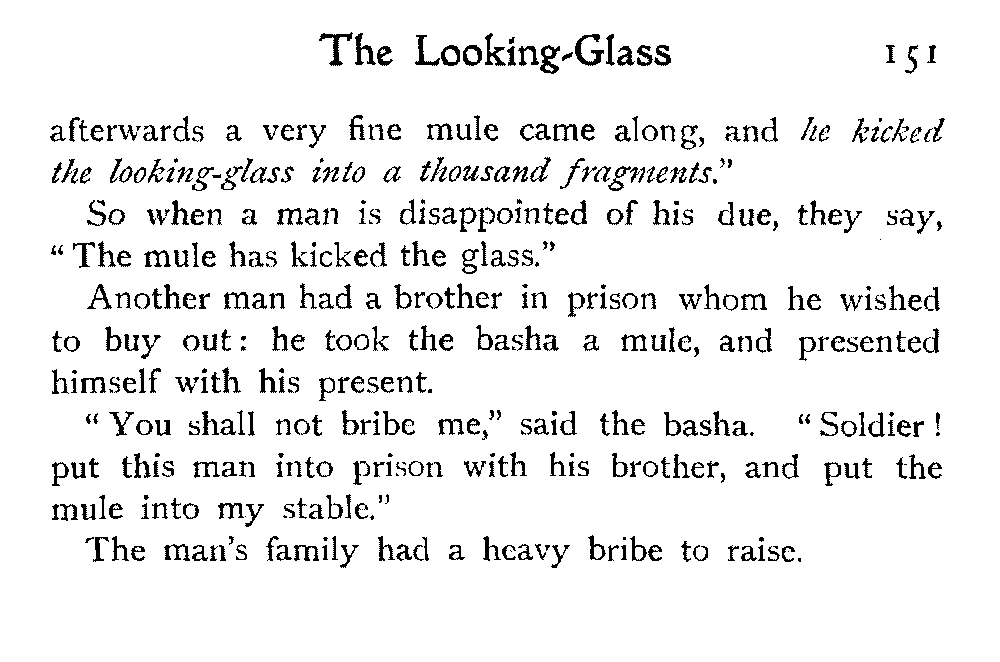 The Looking-Glass 151
afterwards a very fine mule came along, and he kicked
the looking-glass into a thousand fragments.”
So when a man is disappointed of his due, they say,
“The mule has kicked the glass.”
Another man had a brother in prison whom he wished
to buy out: he took the basha a mule, and presented
himself with his present.
“You shall not bribe me,” said the basha. “Soldier!
put this man into prison with his brother, and put the
mule into my stable.”
The man’s family had a heavy bribe to raise.